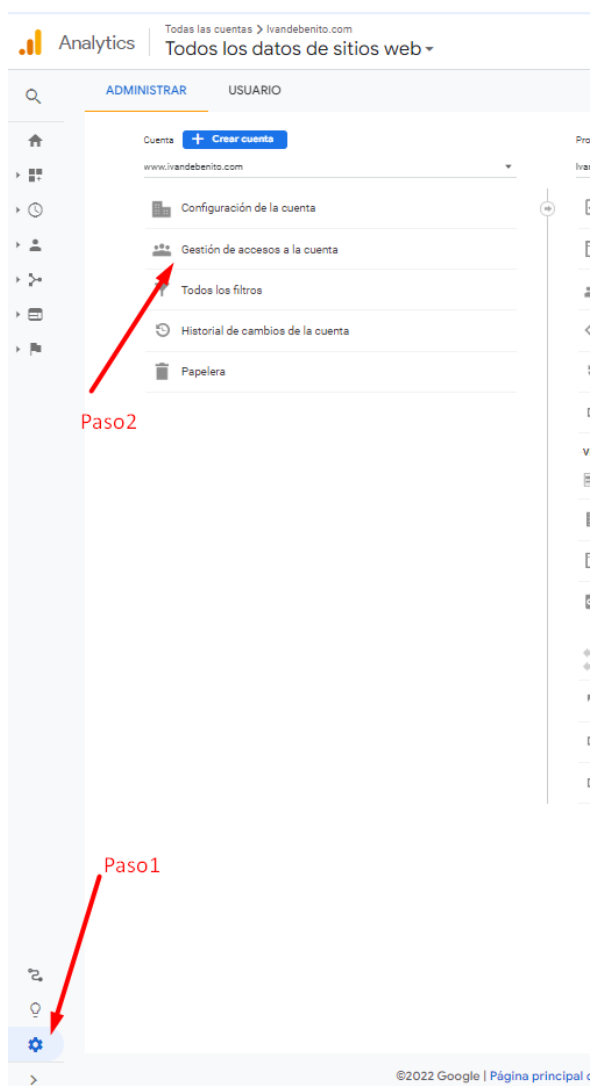 Analytics
Todas las cuentas > Ivandebenito.com
Todos los datos de sitios web
ADMINISTRAR USUARIO
Cuenta + Crear cuenta
www.ivandebenito.com
Configuración de la cuenta
Gestión de accesos a la cuenta
Todos los filtros
Historial de cambios de la cuenta
Papelera
Paso2
Paso1
©2022 Google | Página principal